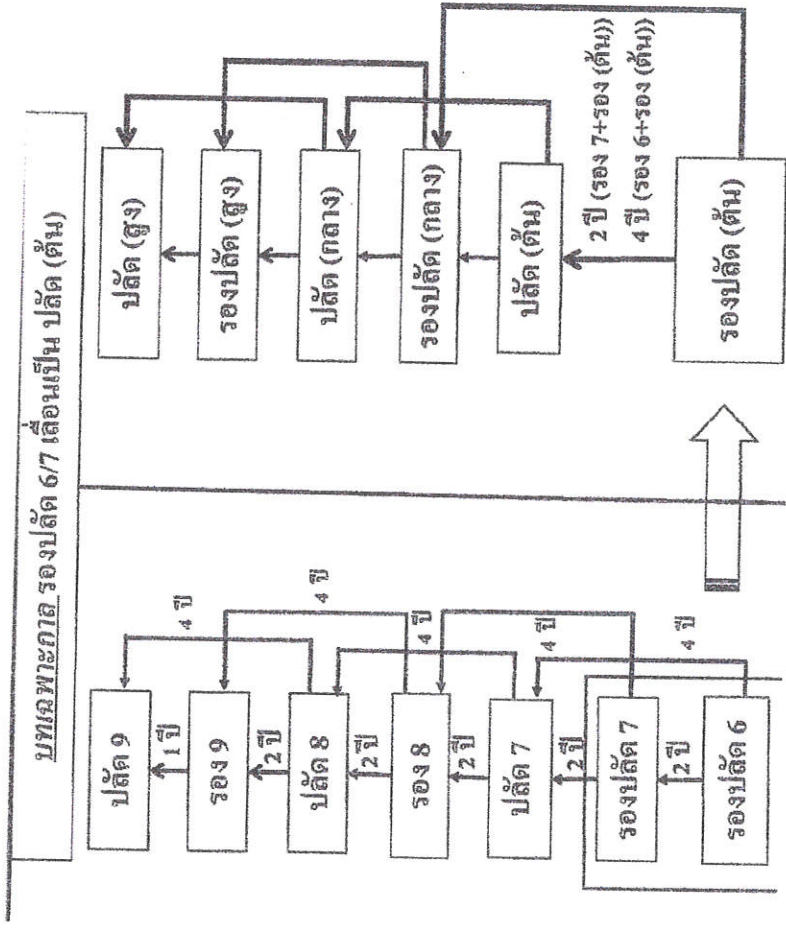 บทเฉพาะกาล รองปลัด 6/7 เลื่อนเป็น ปลัด (ต้น)
ปลัด 9
1 ปี
4 ปี
รอง 9
2 ปี
4 ปี
ปลัด 8
2 ปี
4 ปี
รอง 8
2 ปี
ปลัด 7
4 ปี
2 ปี
รองปลัด 7
4 ปี
2 ปี
รองปลัด 6
ปลัด (สูง)
รองปลัด (สูง)
ปลัด (กลาง)
รองปลัด (กลาง)
ปลัด (ต้น)
2 ปี (รอง 7+รอง (ต้น))
4 ปี (รอง 6+รอง (ต้น))
รองปลัด (ต้น)